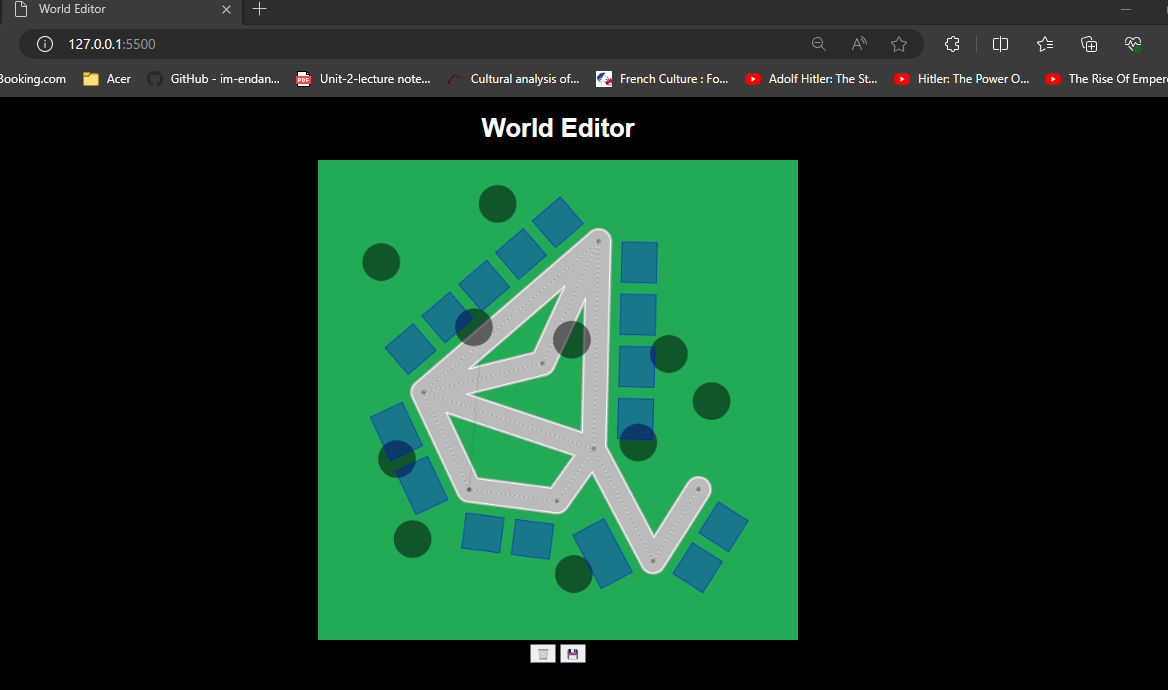 World Editor
127.0.0.1:5500
Booking.com Acer GitHub - im-endan... Unit-2-lecture note... Cultural analysis of... French Culture : Fo... Adolf Hitler: The St... Hitler: The Power O... The Rise Of Emper
World Editor